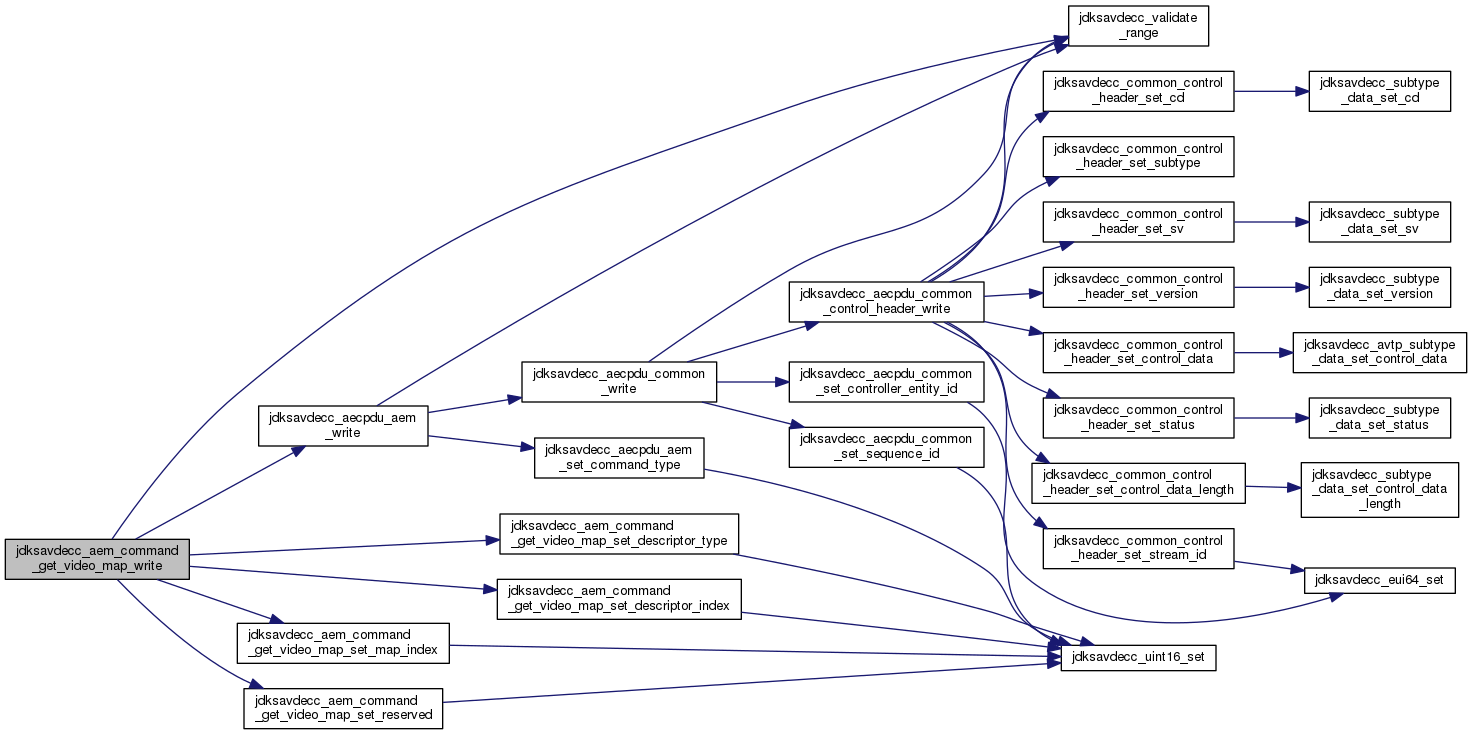 jdksavdecc_validate
_range
jdksavdecc_common_control
_header_set_cd
jdksavdecc_subtype
_data_set_cd
jdksavdecc_common_control
_header_set_subtype
jdksavdecc_common_control
_header_set_sv
jdksavdecc_subtype
_data_set_sv
jdksavdecc_aecpdu_common
_control_header_write
jdksavdecc_common_control
_header_set_version
jdksavdecc_subtype
_data_set_version
jdksavdecc_common_control
_header_set_control_data
jdksavdecc_avtp_subtype
_data_set_control_data
jdksavdecc_aecpdu_common
_write
jdksavdecc_aecpdu_common
_set_controller_entity_id
jdksavdecc_common_control
_header_set_status
jdksavdecc_subtype
_data_set_status
jdksavdecc_aecpdu_aem
_write
jdksavdecc_aecpdu_aem
_set_command_type
jdksavdecc_aecpdu_common
_set_sequence_id
jdksavdecc_common_control
_header_set_control_data_length
jdksavdecc_subtype
_data_set_control_data
_length
jdksavdecc_aem_command
_get_video_map_write
jdksavdecc_aem_command
_get_video_map_set_descriptor_type
jdksavdecc_common_control
_header_set_stream_id
jdksavdecc_eui64_set
jdksavdecc_aem_command
_get_video_map_set_descriptor_index
jdksavdecc_aem_command
_get_video_map_set_map_index
jdksavdecc_uint16_set
jdksavdecc_aem_command
_get_video_map_set_reserved